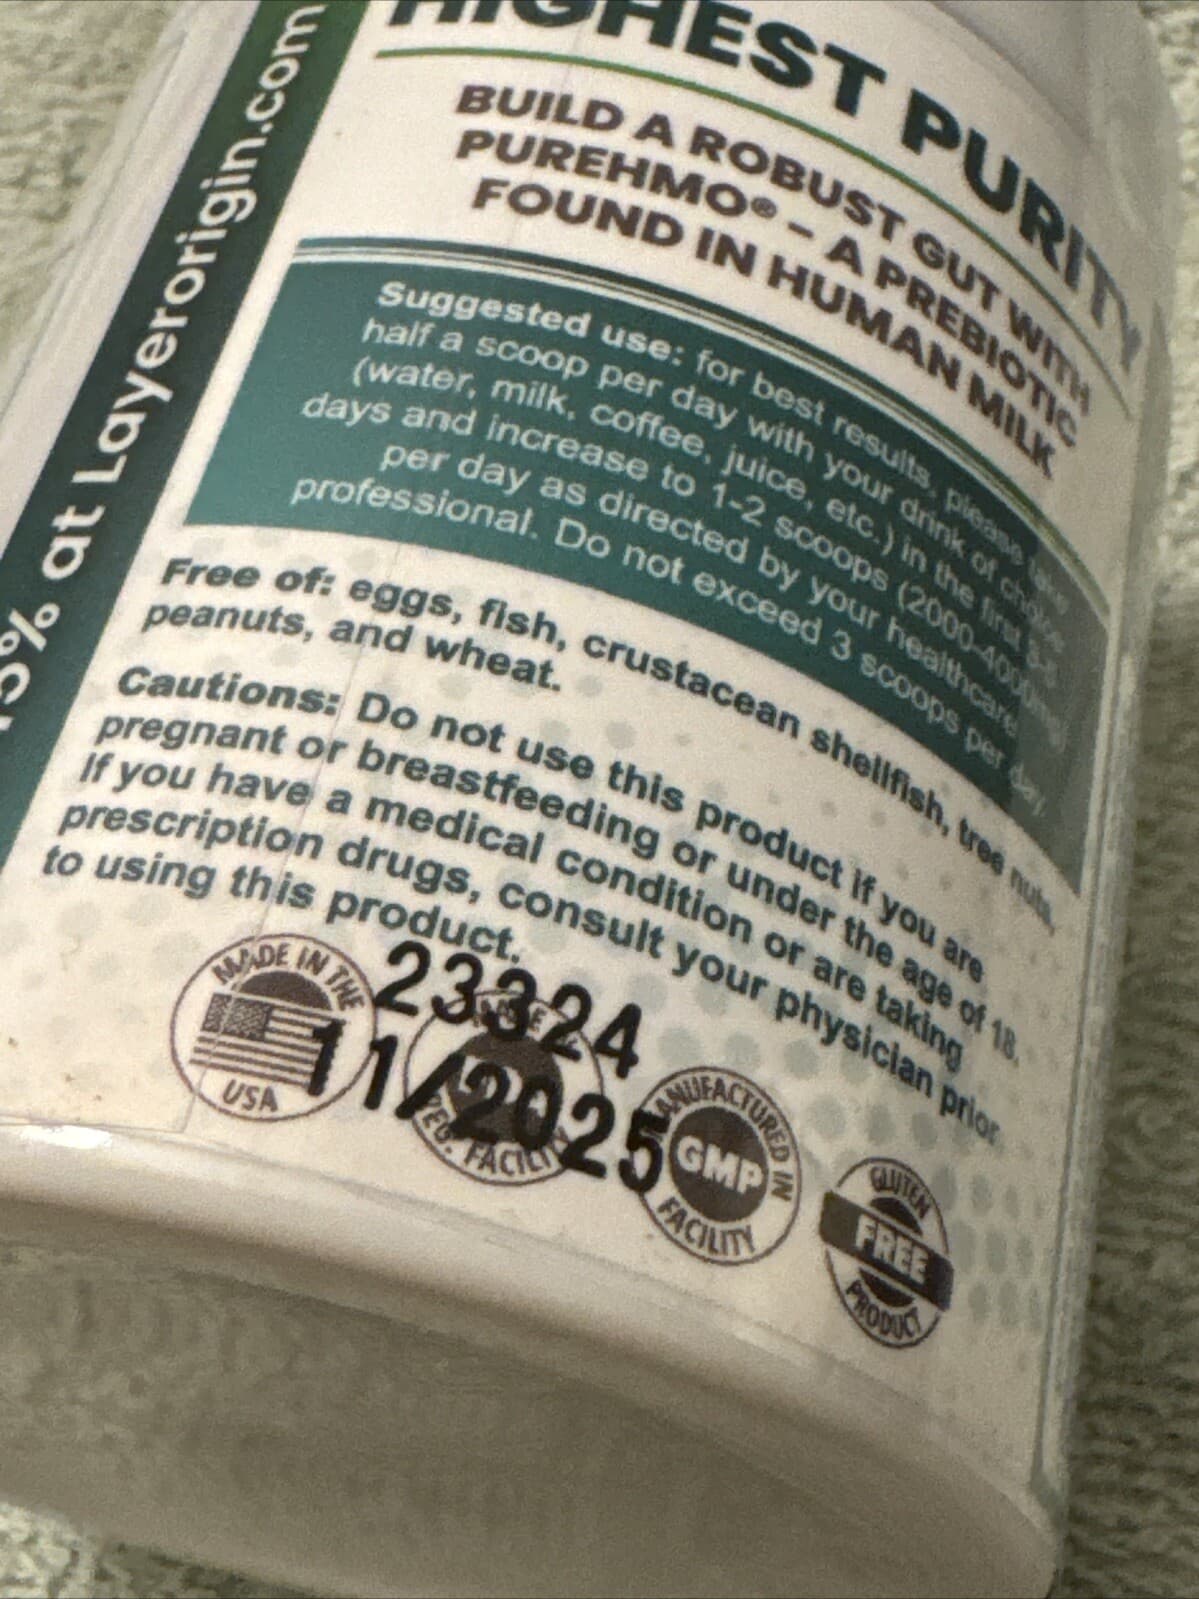 15% at Layerorigin.com
HIGHEST PURITY
BUILD A ROBUST GUT WITH
PUREHMO® – A PREBIOTIC
FOUND IN HUMAN MILK
Suggested use: for best results, please take
half a scoop per day with your drink of choice
(water, milk, coffee, juice, etc.) in the first 3-5
days and increase to 1-2 scoops (2000-4000mg)
per day as directed by your healthcare
professional. Do not exceed 3 scoops per day
Free of: eggs, fish, crustacean shellfish, tree nuts,
peanuts, and wheat.
Cautions: Do not use this product if you are
pregnant or breastfeeding or under the age of 18.
If you have a medical condition or are taking
prescription drugs, consult your physician prior
to using this product.
23324
11/2025
MADE IN THE
USA
FACILITY
MANUFACTURED IN
GMP
FACILITY
GLUTEN
FREE
PRODUCT